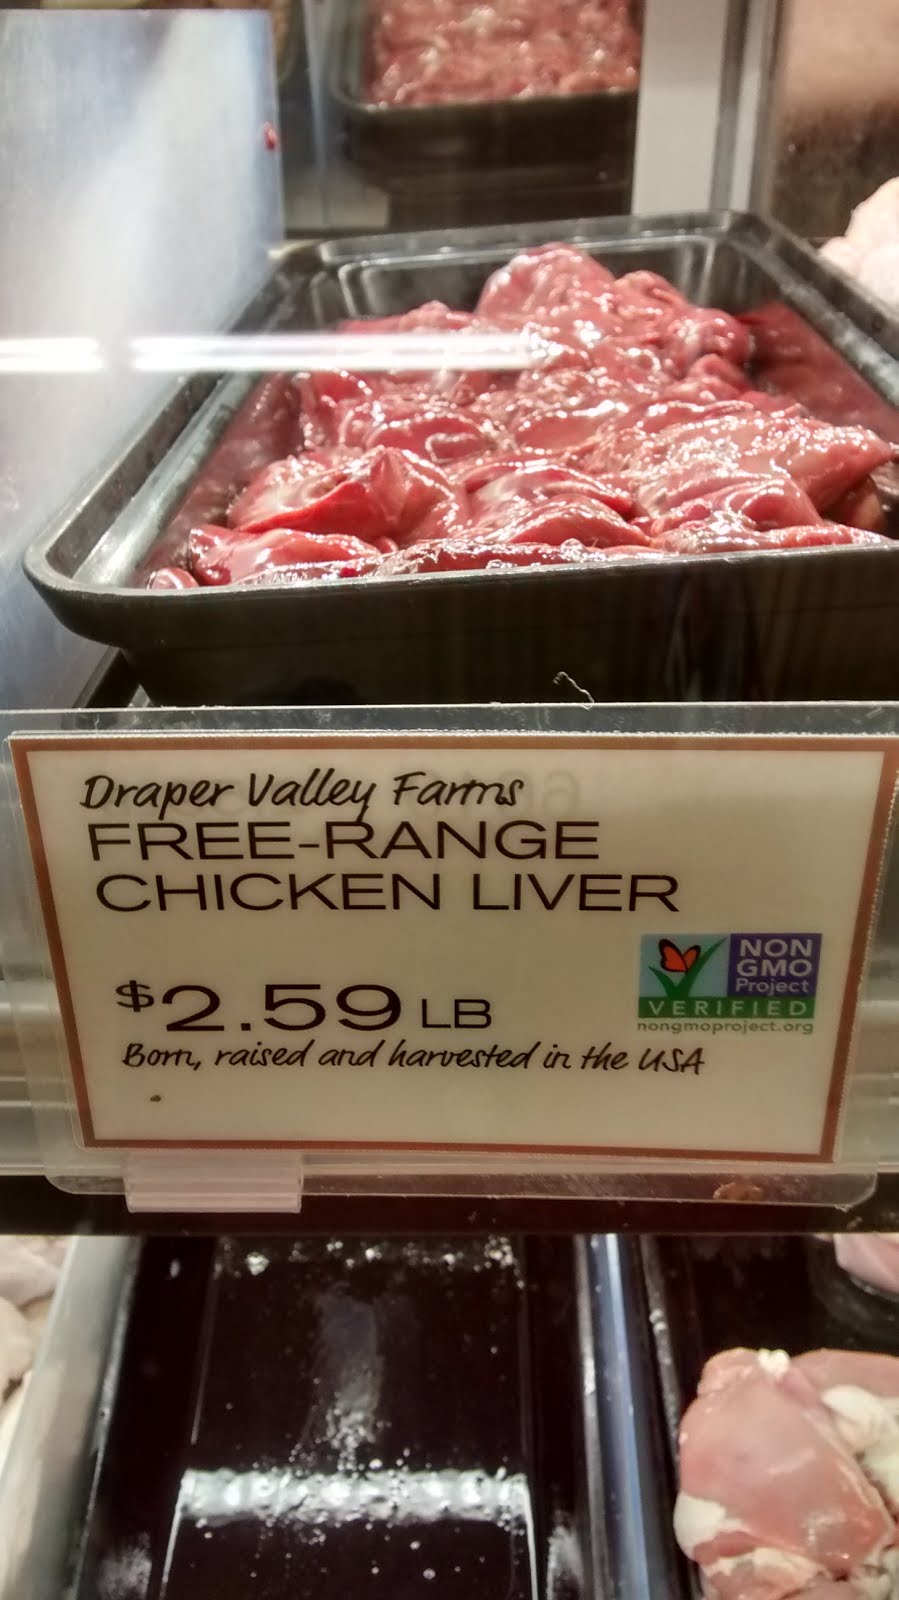 Draper Valley Farms
FREE-RANGE
CHICKEN LIVER
$2.59 LB
Born, raised and harvested in the USA
NON
GMO
Project
VERIFIED
nongmoproject.org